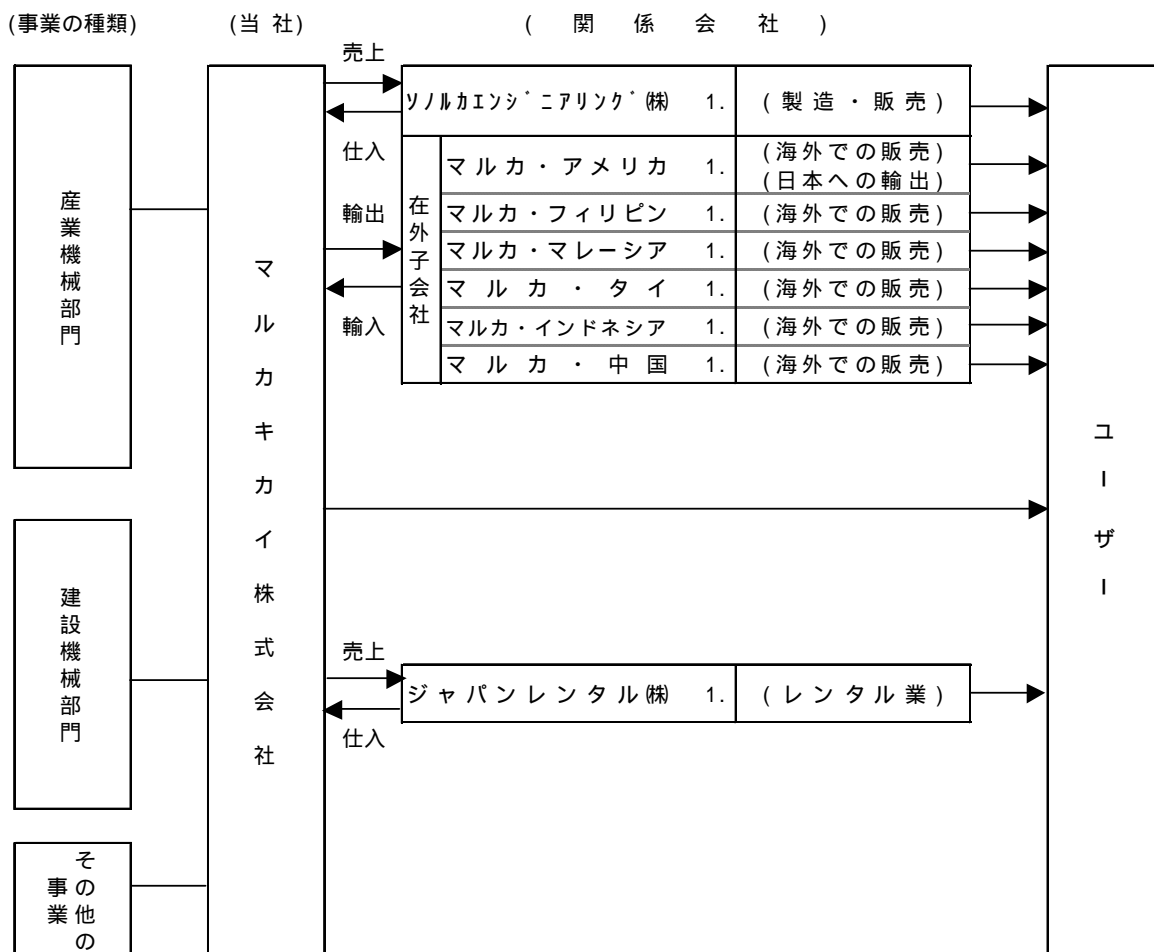 (事業の種類) (当 社) ( 関 係 会 社 )
売上
ソノルカエンジニアリング㈱ 1. (製造・販売)
仕入
在外子会社
マルカ・アメリカ 1. (海外での販売)
(日本への輸出)
輸出
マルカ・フィリピン 1. (海外での販売)
マルカ・マレーシア 1. (海外での販売)
マルカ・タイ 1. (海外での販売)
輸入
マルカ・インドネシア 1. (海外での販売)
マルカ・中国 1. (海外での販売)
産業機械部門
マルカキカイ株式会社
ユーザー
建設機械部門
売上
ジャパンレンタル㈱ 1. (レンタル業)
仕入
その他の
事業